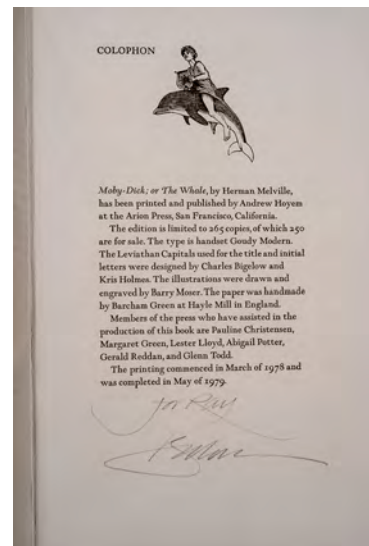 COLOPHON
Moby-Dick; or The Whole, by Herman Melville,
has been printed and published by Andrew Hoyem
at the Arion Press, San Francisco, California.
The edition is limited to 265 copies, of which 250
are for sale. The type is handset Goudy Modern.
The Leviathan Capitals used for the title and initial
letters were designed by Charles Bigelow and
Kris Holmes. The illustrations were drawn and
engraved by Barry Moser. The paper was handmade
by Barcham Green at Hayle Mill in England.
Members of the press who have assisted in the
production of this book are Pauline Christensen,
Margaret Green, Lester Lloyd, Abigail Potter,
Gerald Reddan, and Glenn Todd.
The printing commenced in March of 1978 and
was completed in May of 1979.
for Ray